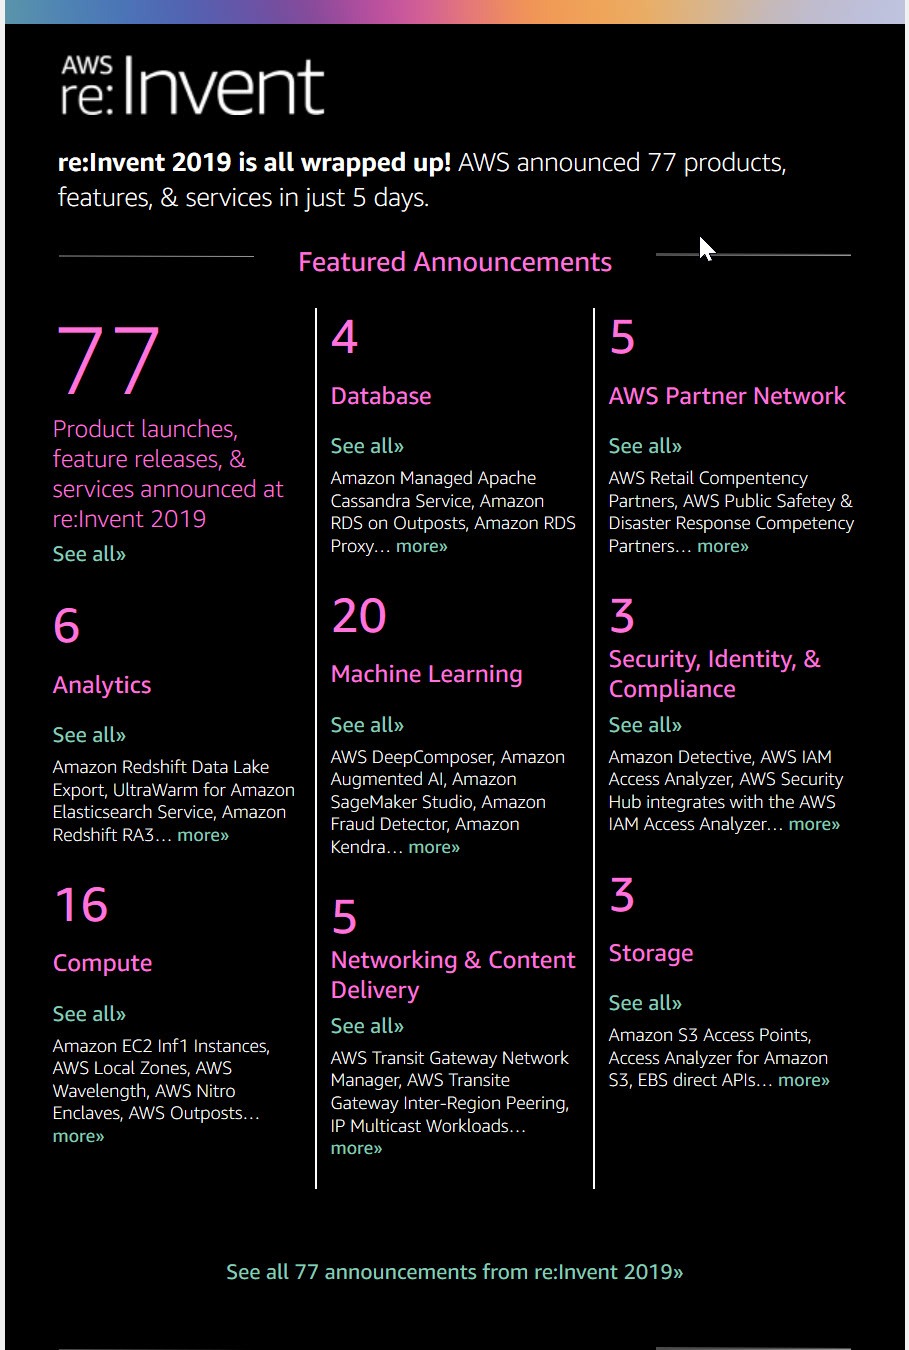 AWS
re:Invent
re:Invent 2019 is all wrapped up! AWS announced 77 products,
features, & services in just 5 days.
Featured Announcements
77
Product launches,
feature releases, &
services announced at
re:Invent 2019
See all»
6
Analytics
See all»
Amazon Redshift Data Lake
Export, UltraWarm for Amazon
Elasticsearch Service, Amazon
Redshift RA3... more»
16
Compute
See all»
Amazon EC2 Inf1 Instances,
AWS Local Zones, AWS
Wavelength, AWS Nitro
Enclaves, AWS Outposts...
more»
4
Database
See all»
Amazon Managed Apache
Cassandra Service, Amazon
RDS on Outposts, Amazon RDS
Proxy... more»
20
Machine Learning
See all»
AWS DeepComposer, Amazon
Augmented AI, Amazon
SageMaker Studio, Amazon
Fraud Detector, Amazon
Kendra... more»
5
Networking & Content
Delivery
See all»
AWS Transit Gateway Network
Manager, AWS Transite
Gateway Inter-Region Peering,
IP Multicast Workloads...
more»
5
AWS Partner Network
See all»
AWS Retail Compentency
Partners, AWS Public Safetey &
Disaster Response Competency
Partners... more»
3
Security, Identity, &
Compliance
See all»
Amazon Detective, AWS IAM
Access Analyzer, AWS Security
Hub integrates with the AWS
IAM Access Analyzer... more»
3
Storage
See all»
Amazon S3 Access Points,
Access Analyzer for Amazon
S3, EBS direct APIs... more»
See all 77 announcements from re:Invent 2019»